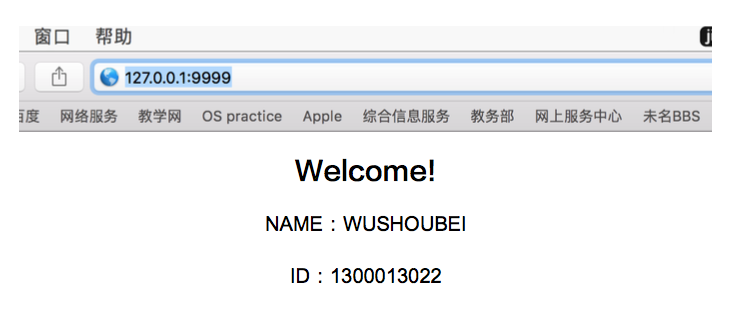 窗口 帮助
127.0.0.1:9999
百度 网络服务 教学网 OS practice Apple 综合信息服务 教务部 网上服务中心 未名BBS
Welcome!
NAME：WUSHOUBEI
ID：1300013022